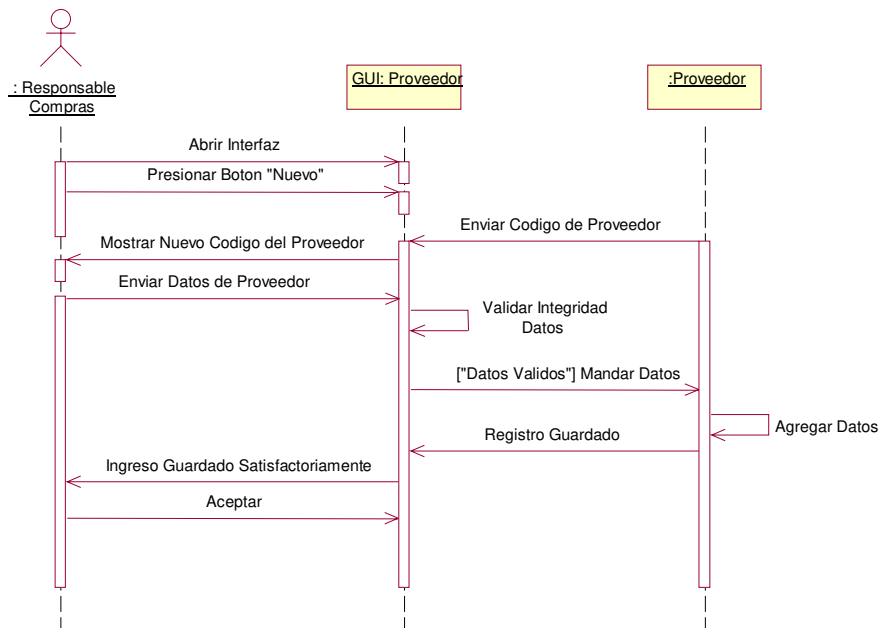 : Responsable
Compras
GUI: Proveedor
:Proveedor
Abrir Interfaz
Presionar Boton "Nuevo"
Enviar Codigo de Proveedor
Mostrar Nuevo Codigo del Proveedor
Enviar Datos de Proveedor
Validar Integridad
Datos
["Datos Validos"] Mandar Datos
Agregar Datos
Registro Guardado
Ingreso Guardado Satisfactoriamente
Aceptar